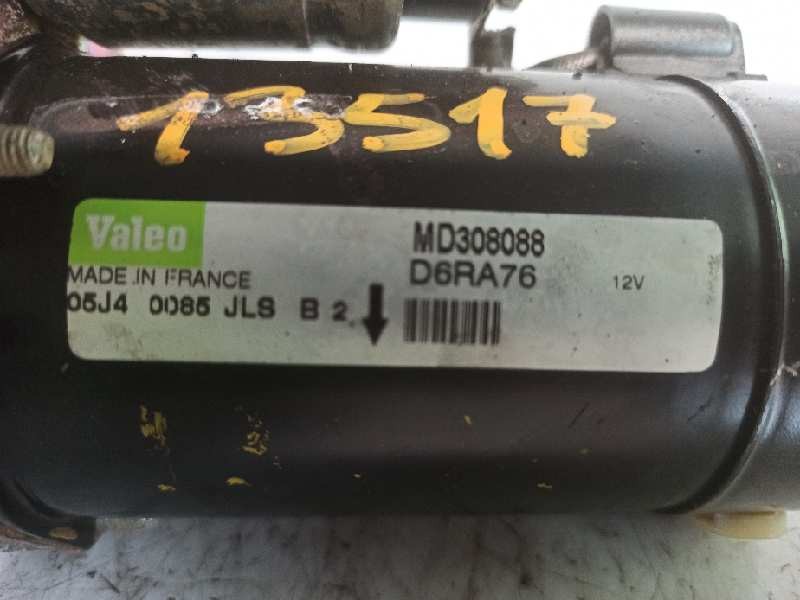 13517
Valeo
MD308088
MADE IN FRANCE
D6RA76
12V
05J4 0085 JLS B 2